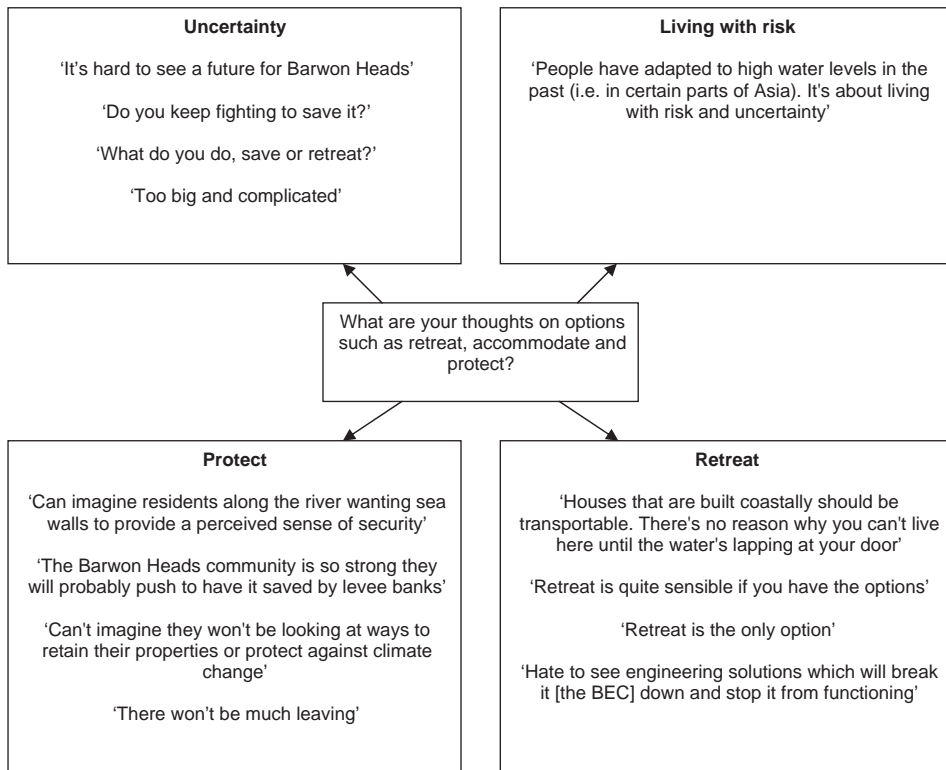 Uncertainty
‘It's hard to see a future for Barwon Heads’
‘Do you keep fighting to save it?’
‘What do you do, save or retreat?’
‘Too big and complicated’
Living with risk
‘People have adapted to high water levels in the
past (i.e. in certain parts of Asia). It's about living
with risk and uncertainty’
What are your thoughts on options
such as retreat, accommodate and
protect?
Protect
‘Can imagine residents along the river wanting sea
walls to provide a perceived sense of security’
‘The Barwon Heads community is so strong they
will probably push to have it saved by levee banks’
‘Can't imagine they won't be looking at ways to
retain their properties or protect against climate
change’
‘There won’t be much leaving’
Retreat
‘Houses that are built coastally should be
transportable. There's no reason why you can't live
here until the water's lapping at your door’
‘Retreat is quite sensible if you have the options’
‘Retreat is the only option’
‘Hate to see engineering solutions which will break
it [the BEC] down and stop it from functioning’